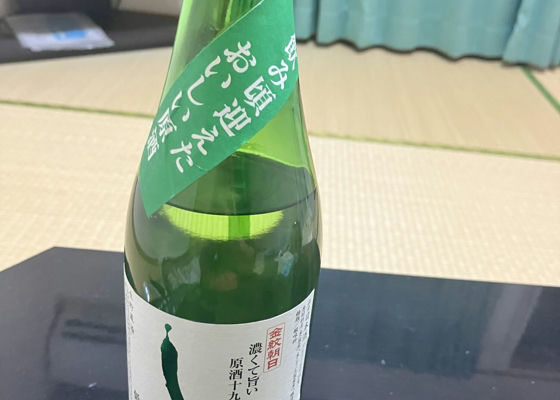 飲み頃迎えた
おいしい原酒
金紋朝日
濃くて旨い
原酒十九